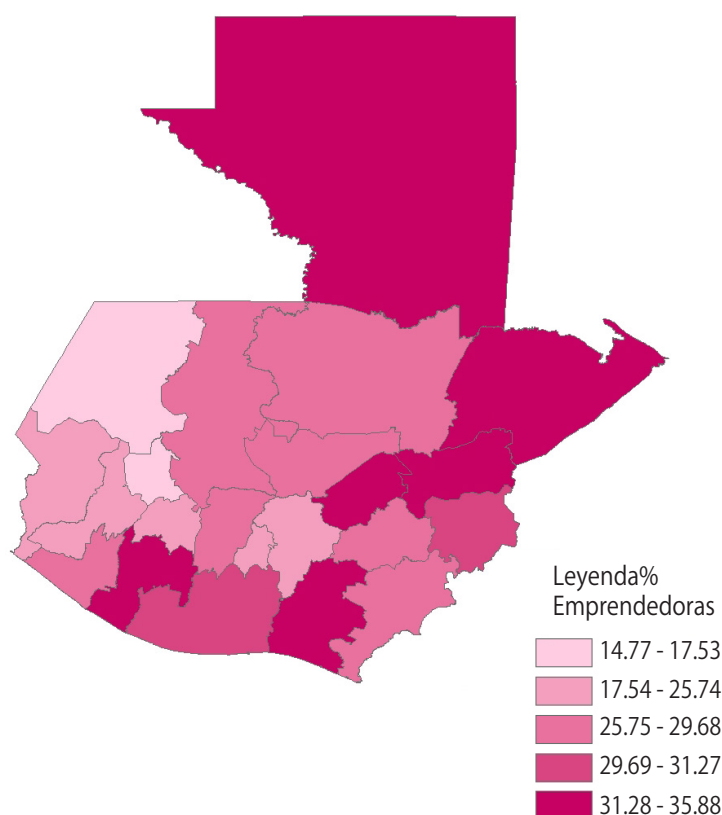 Leyenda%
Emprendedoras
14.77 - 17.53
17.54 - 25.74
25.75 - 29.68
29.69 - 31.27
31.28 - 35.88